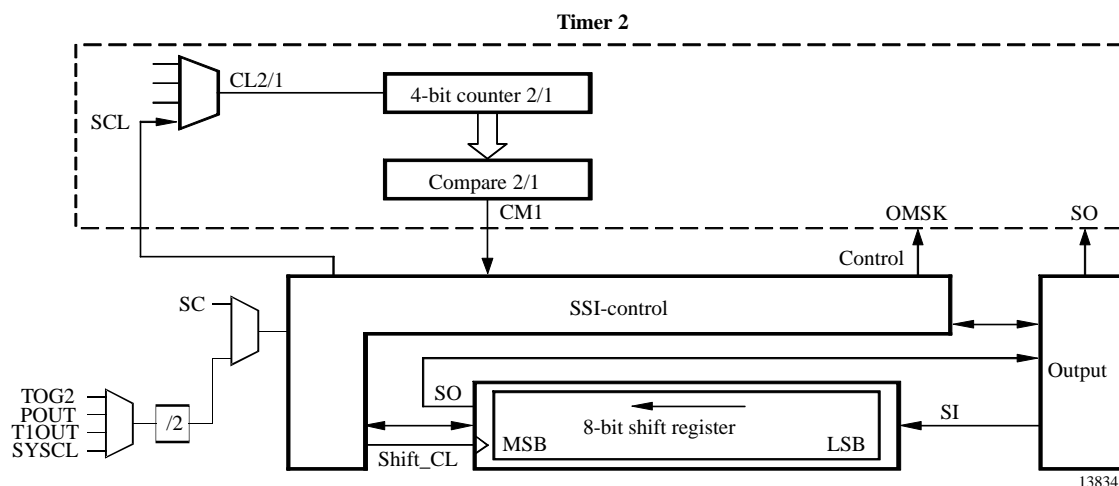 Timer 2
CL2/1
4-bit counter 2/1
SCL
Compare 2/1
CM1
OMSK
SO
Control
SC
SSI-control
TOG2
POUT
T1OUT
SYSCL
/2
SO
Output
8-bit shift register
MSB
LSB
SI
Shift_CL
13834